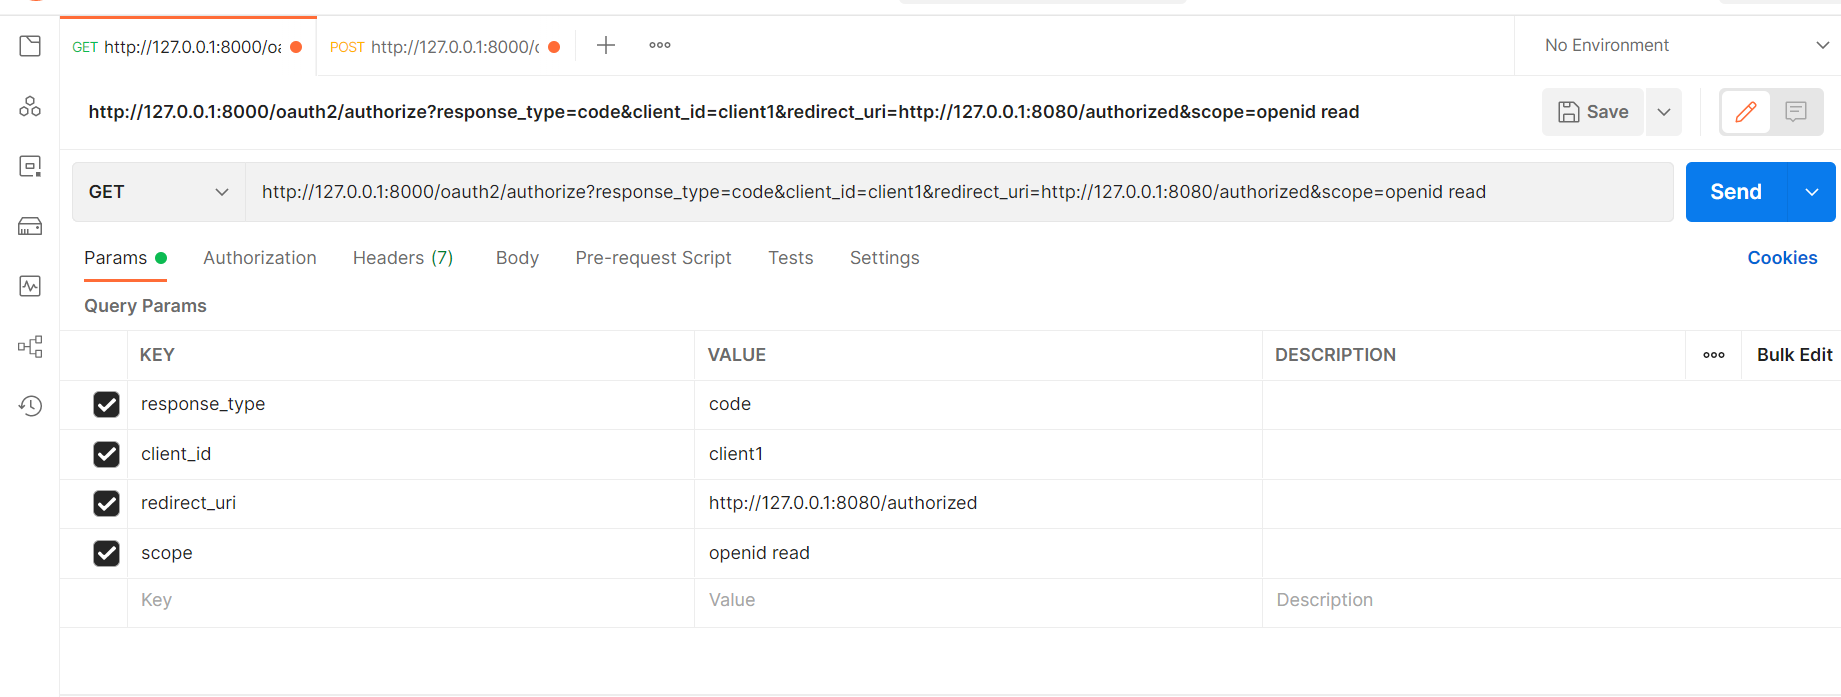 GET http://127.0.0.1:8000/oa
POST http://127.0.0.1:8000/c
No Environment
http://127.0.0.1:8000/oauth2/authorize?response_type=code&client_id=client1&redirect_uri=http://127.0.0.1:8080/authorized&scope=openid read
Save
GET
http://127.0.0.1:8000/oauth2/authorize?response_type=code&client_id=client1&redirect_uri=http://127.0.0.1:8080/authorized&scope=openid read
Send
Params
Authorization
Headers (7)
Body
Pre-request Script
Tests
Settings
Cookies
Query Params
KEY
VALUE
DESCRIPTION
Bulk Edit
response_type
code
client_id
client1
redirect_uri
http://127.0.0.1:8080/authorized
scope
openid read
Key
Value
Description